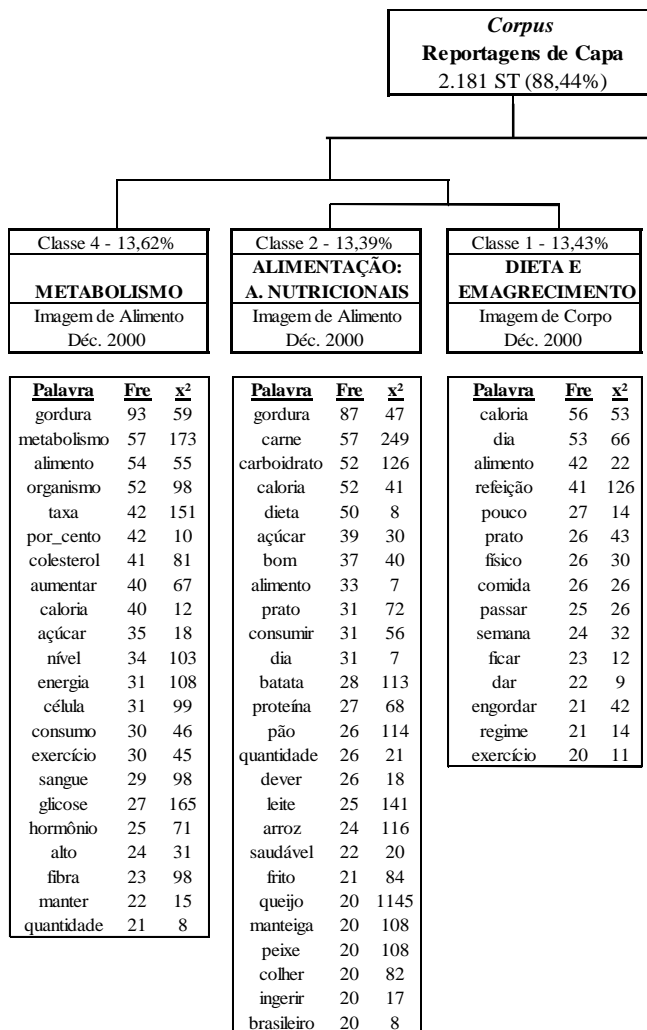 Corpus
Reportagens de Capa
2.181 ST (88,44%)
Classe 4 - 13,62%
METABOLISMO
Imagem de Alimento
Déc. 2000
Palavra Fre x²
gordura 93 59
metabolismo 57 173
alimento 54 55
organismo 52 98
taxa 42 151
por_cento 42 10
colesterol 41 81
aumentar 40 67
caloria 40 12
açúcar 35 18
nível 34 103
energia 31 108
célula 31 99
consumo 30 46
exercício 30 45
sangue 29 98
glicose 27 165
hormônio 25 71
alto 24 31
fibra 23 98
manter 22 15
quantidade 21 8
Classe 2 - 13,39%
ALIMENTAÇÃO:
A. NUTRICIONAIS
Imagem de Alimento
Déc. 2000
Palavra Fre x²
gordura 87 47
carne 57 249
carboidrato 52 126
caloria 52 41
dieta 50 8
açúcar 39 30
bom 37 40
alimento 33 7
prato 31 72
consumir 31 56
dia 31 7
batata 28 113
proteína 27 68
pão 26 114
quantidade 26 21
dever 26 18
leite 25 141
arroz 24 116
saudável 22 20
frito 21 84
queijo 20 1145
manteiga 20 108
peixe 20 108
colher 20 82
ingerir 20 17
brasileiro 20 8
Classe 1 - 13,43%
DIETA E
EMAGRECIMENTO
Imagem de Corpo
Déc. 2000
Palavra Fre x²
caloria 56 53
dia 53 66
alimento 42 22
refeição 41 126
pouco 27 14
prato 26 43
físico 26 30
comida 26 26
passar 25 26
semana 24 32
ficar 23 12
dar 22 9
engordar 21 42
regime 21 14
exercício 20 11